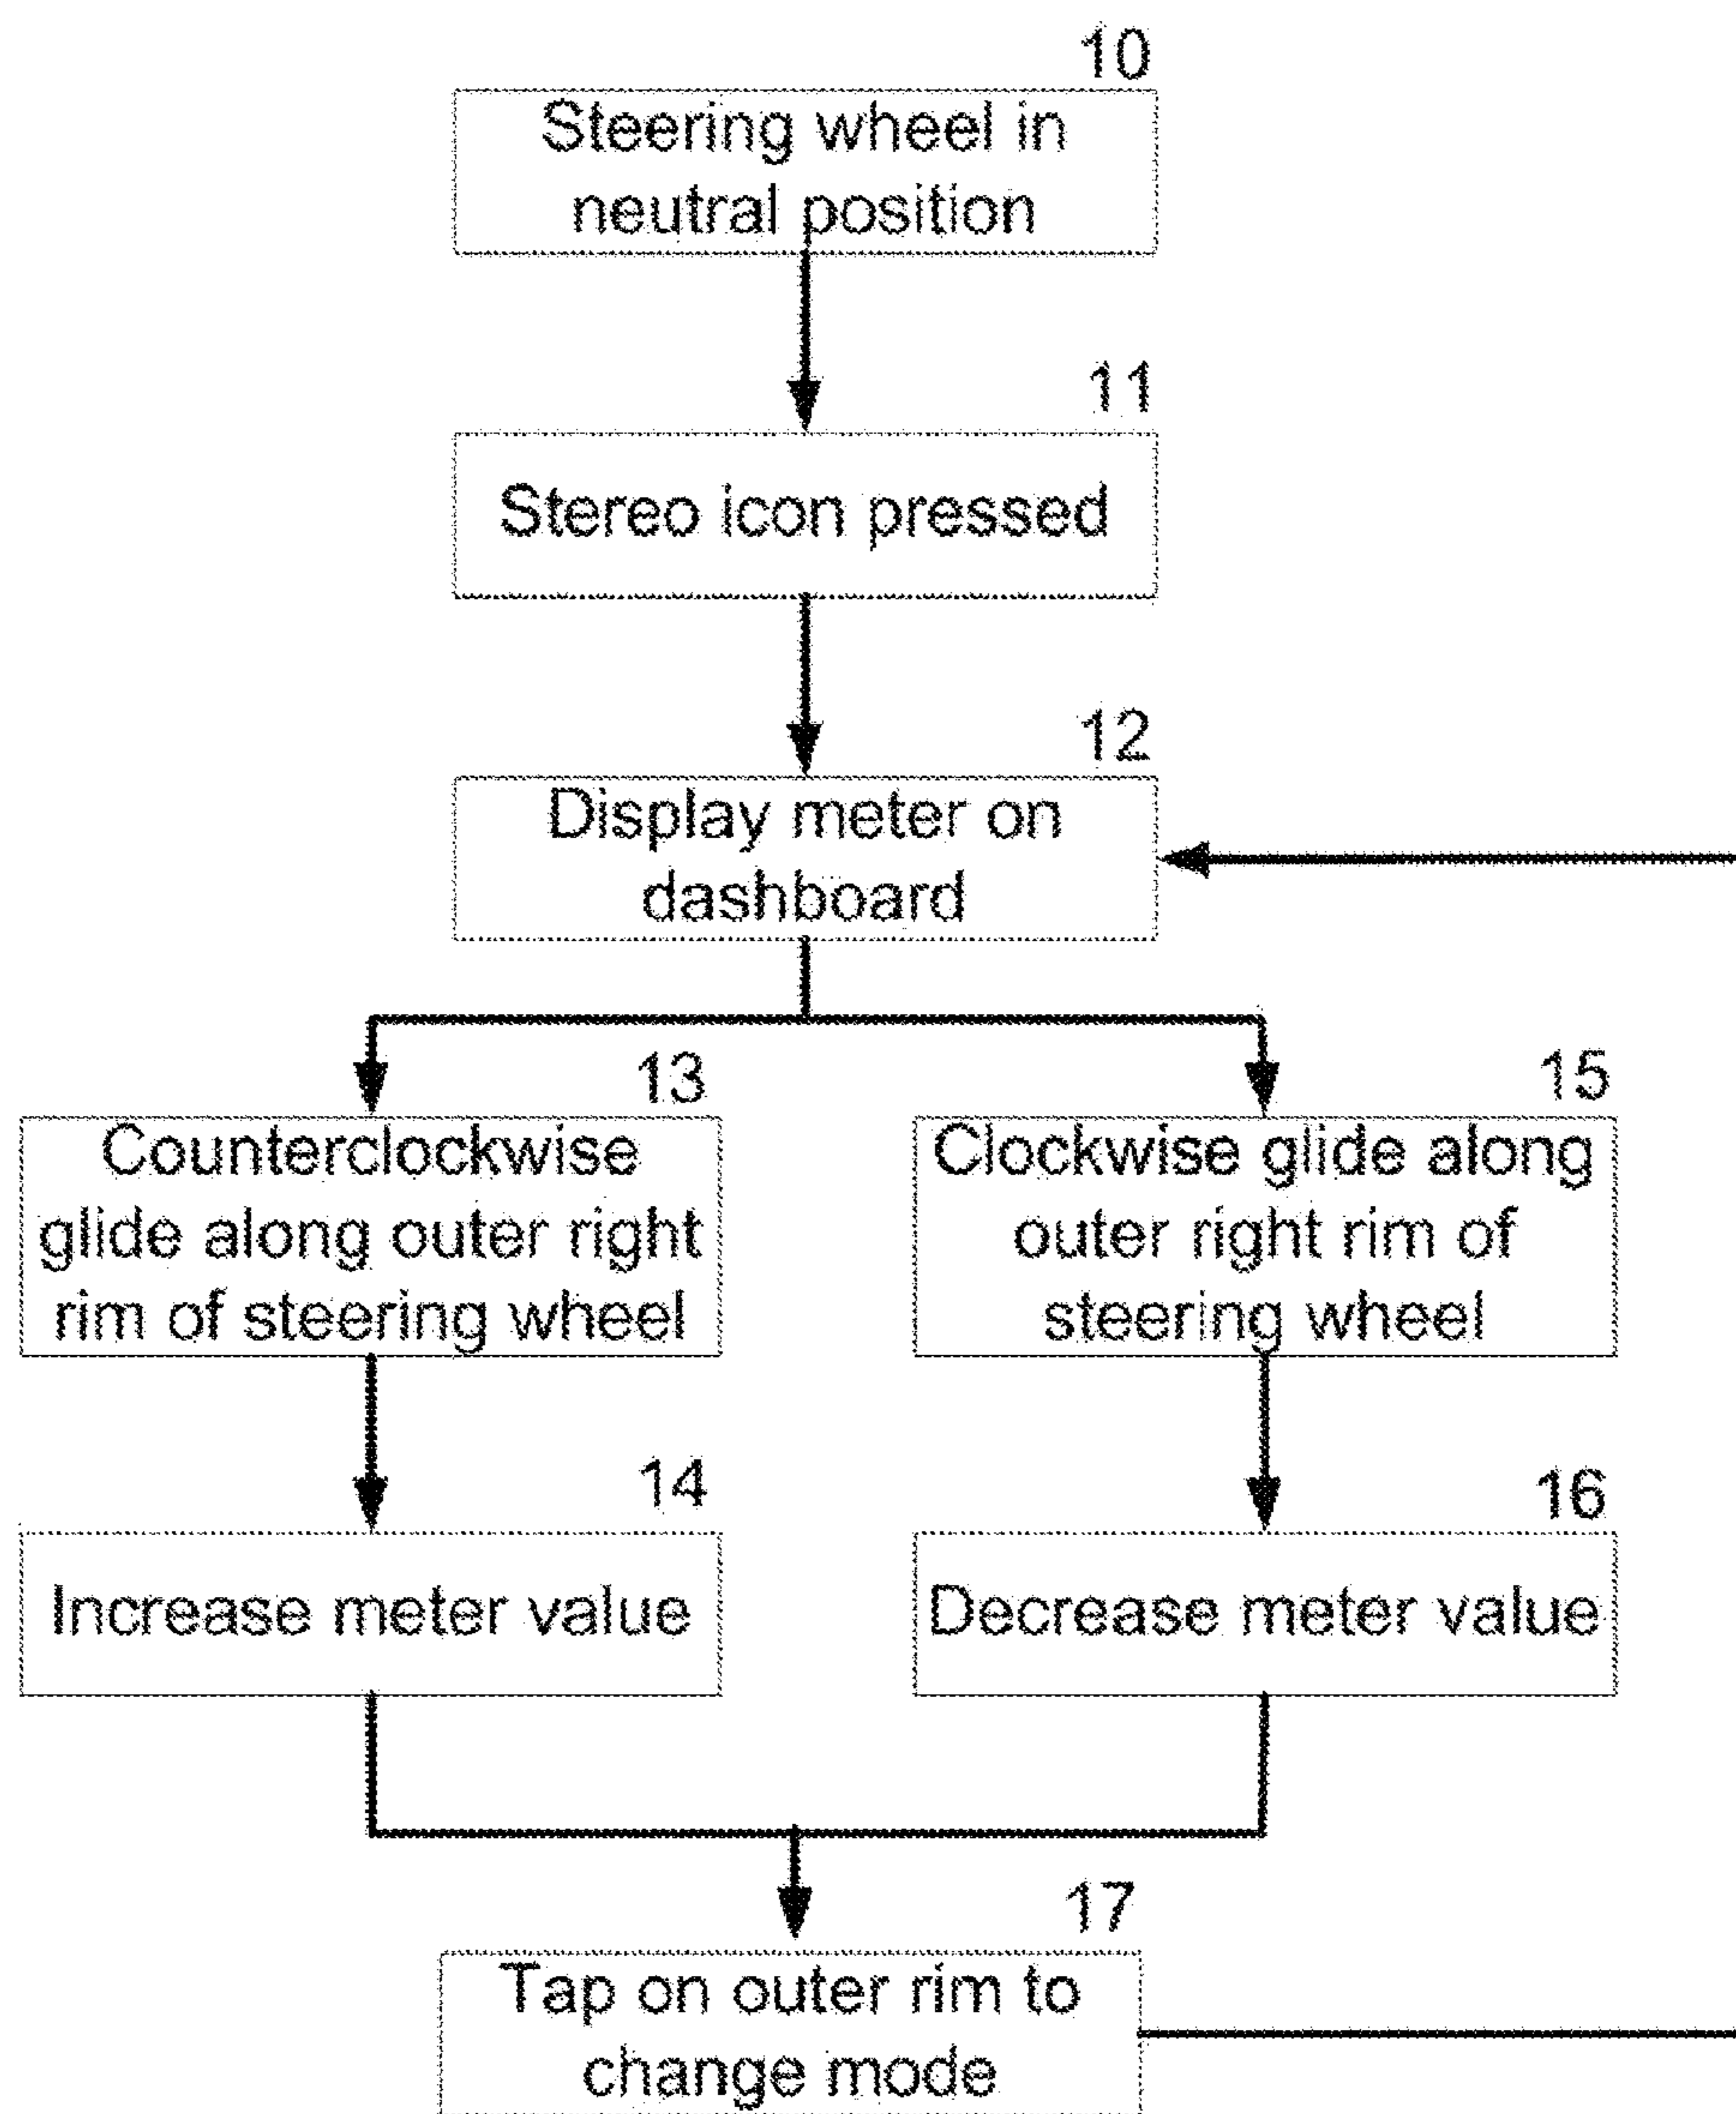 10
Steering wheel in
neutral position
11
Stereo icon pressed
12
Display meter on
dashboard
13
Counterclockwise
glide along outer right
rim of steering wheel
15
Clockwise glide along
outer right rim of
steering wheel
14
Increase meter value
16
Decrease meter value
17
Tap on outer rim to
change mode